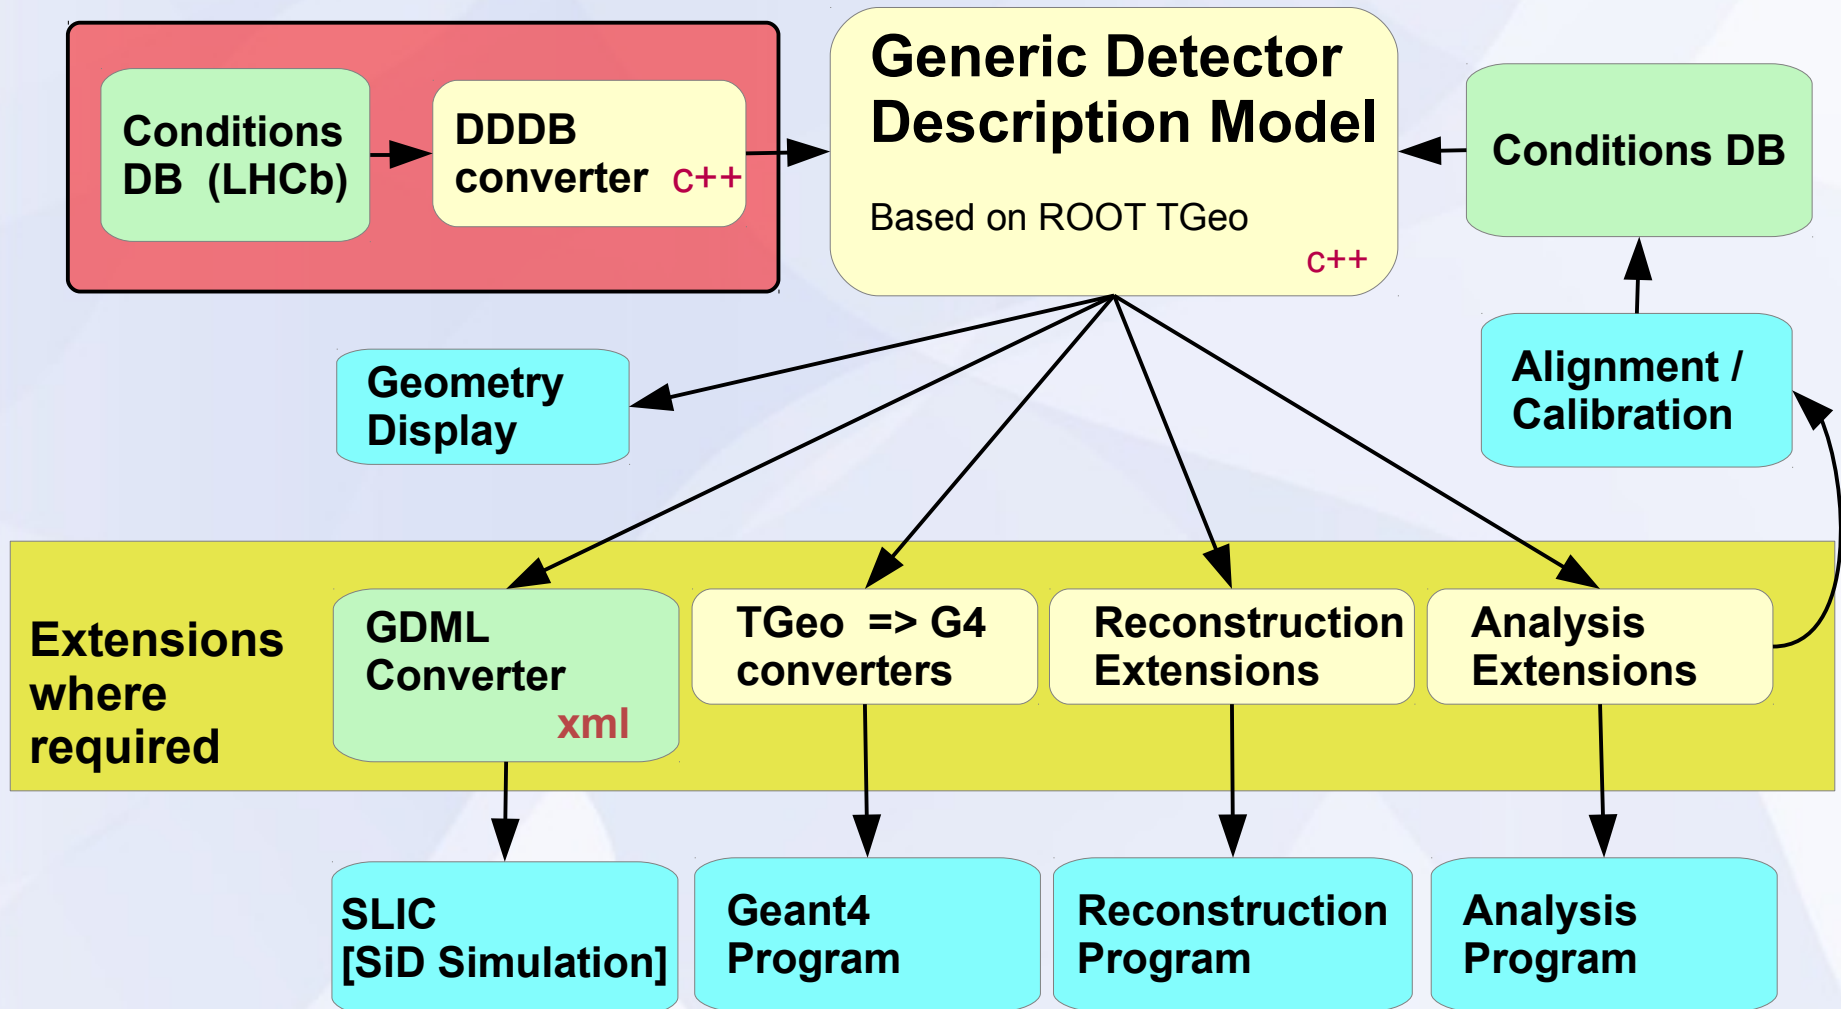 Conditions
DB (LHCb)
DDDB
converter c++
Generic Detector
Description Model
Based on ROOT TGeo
c++
Conditions DB
Geometry
Display
Alignment /
Calibration
Extensions
where
required
GDML
Converter
xml
TGeo => G4
converters
Reconstruction
Extensions
Analysis
Extensions
SLIC
[SiD Simulation]
Geant4
Program
Reconstruction
Program
Analysis
Program